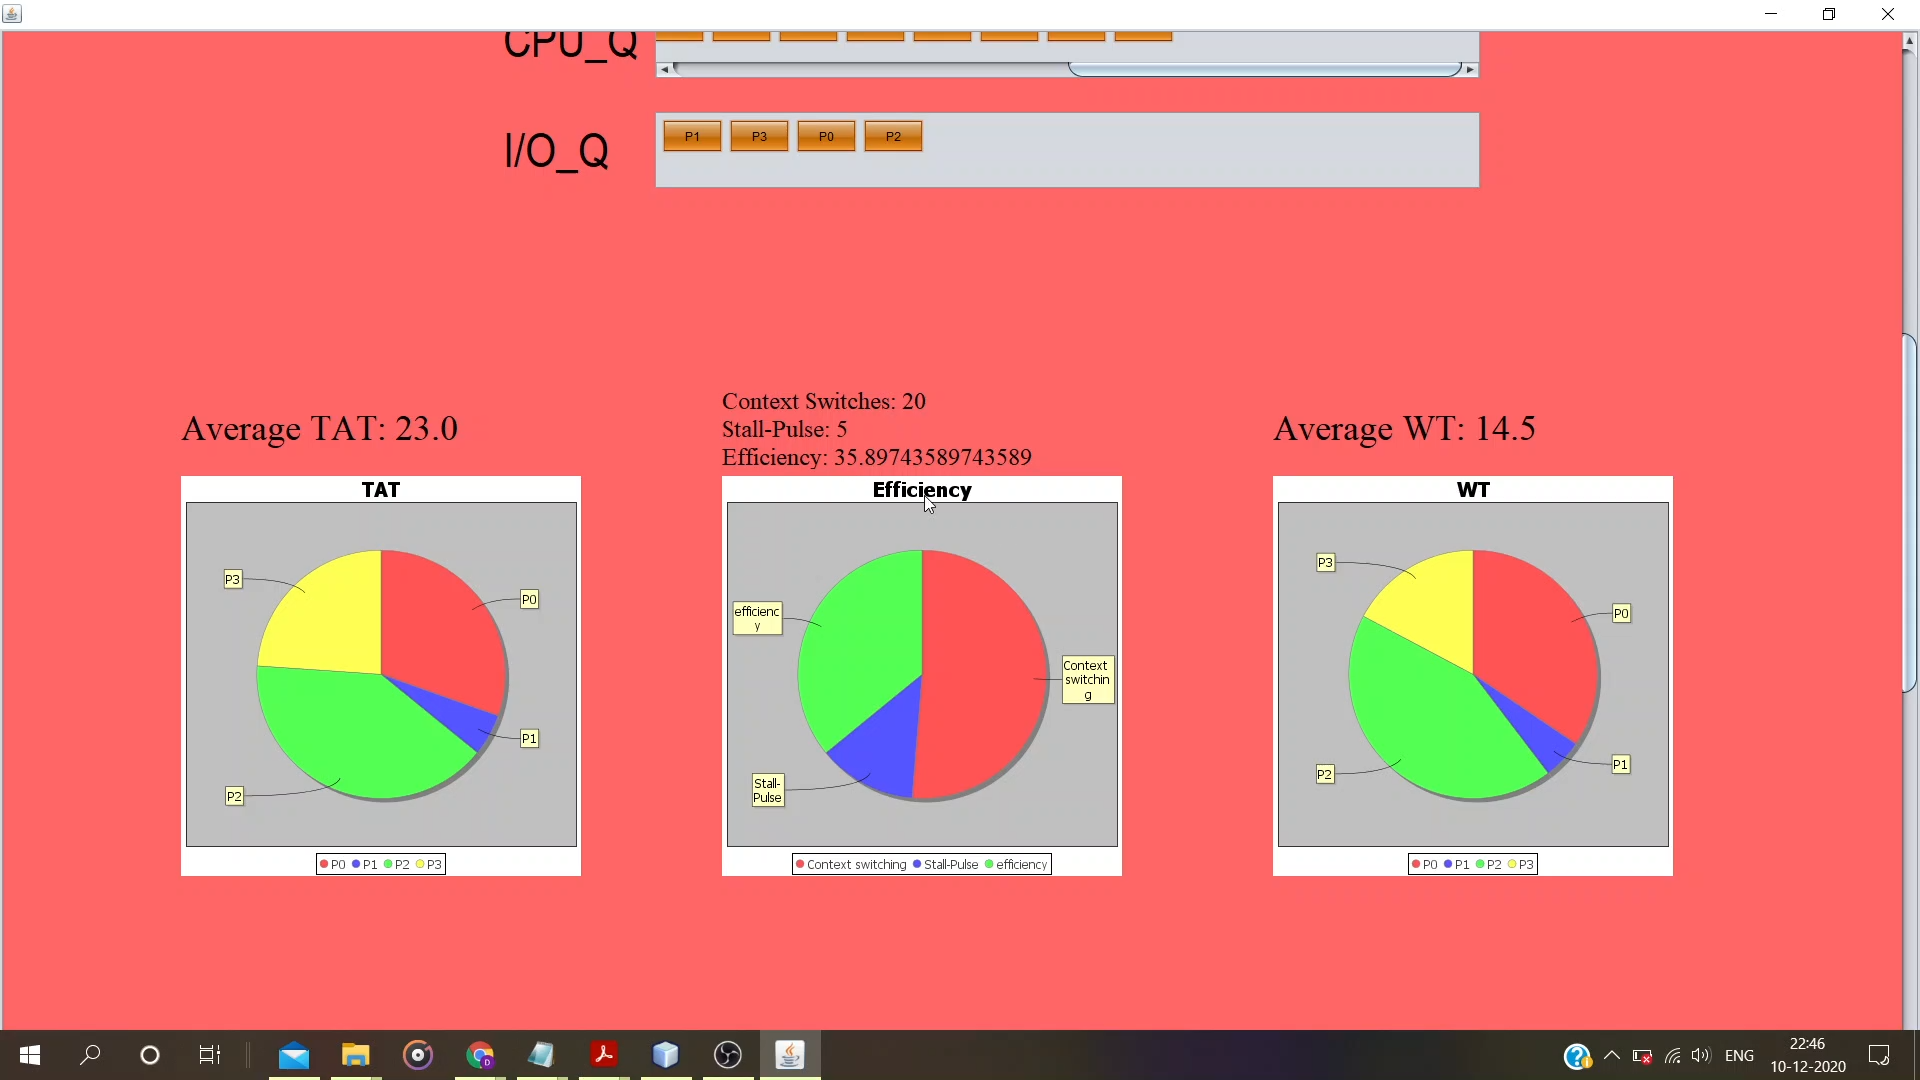 CPU_Q
I/O_Q
P1 P3 P0 P2
Context Switches: 20
Stall-Pulse: 5
Efficiency: 35.89743589743589
Average TAT: 23.0
Average WT: 14.5
TAT
P3
P0
P1
P2
P0 P1 P2 P3
Efficiency
efficienc
y
Context
switchin
g
Stall-
Pulse
Context switching Stall-Pulse efficiency
WT
P3
P0
P1
P2
P0 P1 P2 P3
ENG
22:46
10-12-2020